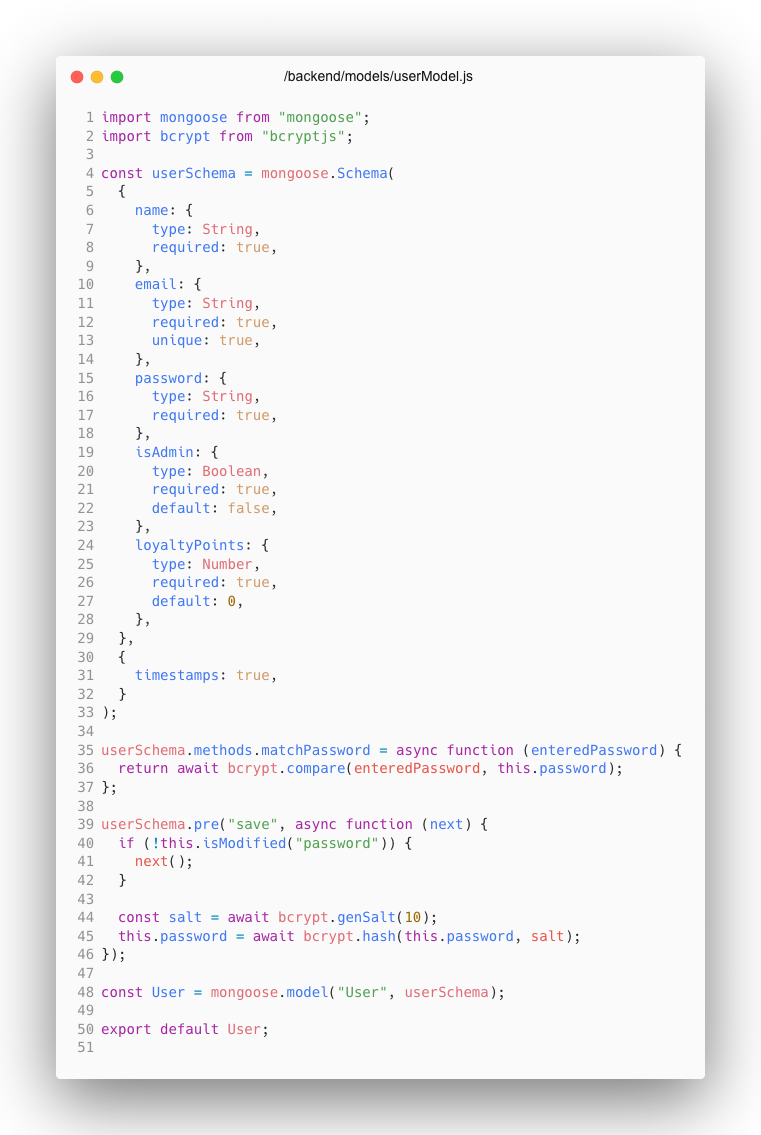 /backend/models/userModel.js
1 import mongoose from "mongoose";
2 import bcrypt from "bcryptjs";
3
4 const userSchema = mongoose.Schema(
5   {
6     name: {
7       type: String,
8       required: true,
9     },
10     email: {
11       type: String,
12       required: true,
13       unique: true,
14     },
15     password: {
16       type: String,
17       required: true,
18     },
19     isAdmin: {
20       type: Boolean,
21       required: true,
22       default: false,
23     },
24     loyaltyPoints: {
25       type: Number,
26       required: true,
27       default: 0,
28     },
29   },
30   {
31     timestamps: true,
32   }
33 );
34
35 userSchema.methods.matchPassword = async function (enteredPassword) {
36   return await bcrypt.compare(enteredPassword, this.password);
37 };
38
39 userSchema.pre("save", async function (next) {
40   if (!this.isModified("password")) {
41     next();
42   }
43
44   const salt = await bcrypt.genSalt(10);
45   this.password = await bcrypt.hash(this.password, salt);
46 });
47
48 const User = mongoose.model("User", userSchema);
49
50 export default User;
51